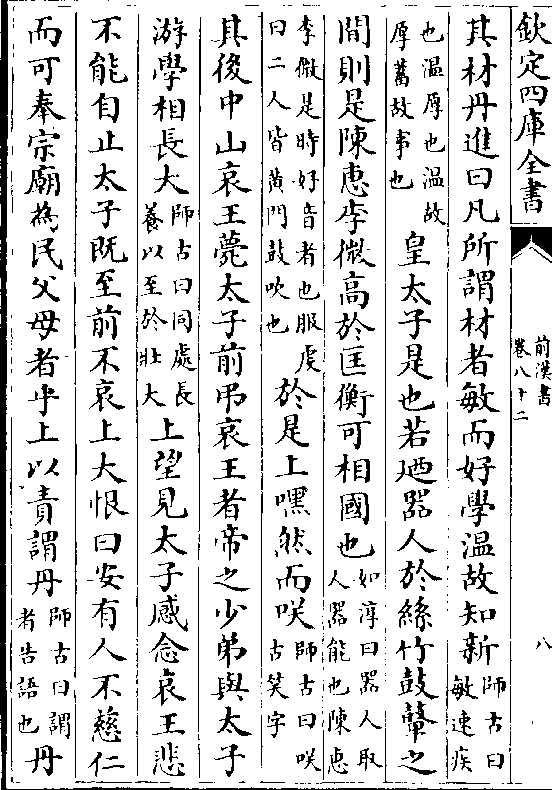 欽定四庫全書
前漢書
卷八十二
八
其材丹進曰凡所謂材者敏而好學温故知新師古曰敏速疾
也温厚也温故厚蓄故事也皇太子是也若廼器人於絲竹鼓鼙之
間則是陳惠李微高於匡衡可相國也如淳曰器人取人器能也陳惠
李微是時好音者也服虔曰二人皆黄門鼓吹也於是上嘿然而咲師古曰咲古笑字
其後中山哀王薨太子前弔哀王者帝之少弟與太子
游學相長大師古曰同處長養以至於壯大上望見太子感念哀王悲
不能自止太子既至前不哀上大恨曰安有人不慈仁
而可奉宗廟為民父母者乎上以責謂丹師古曰謂者告語也丹